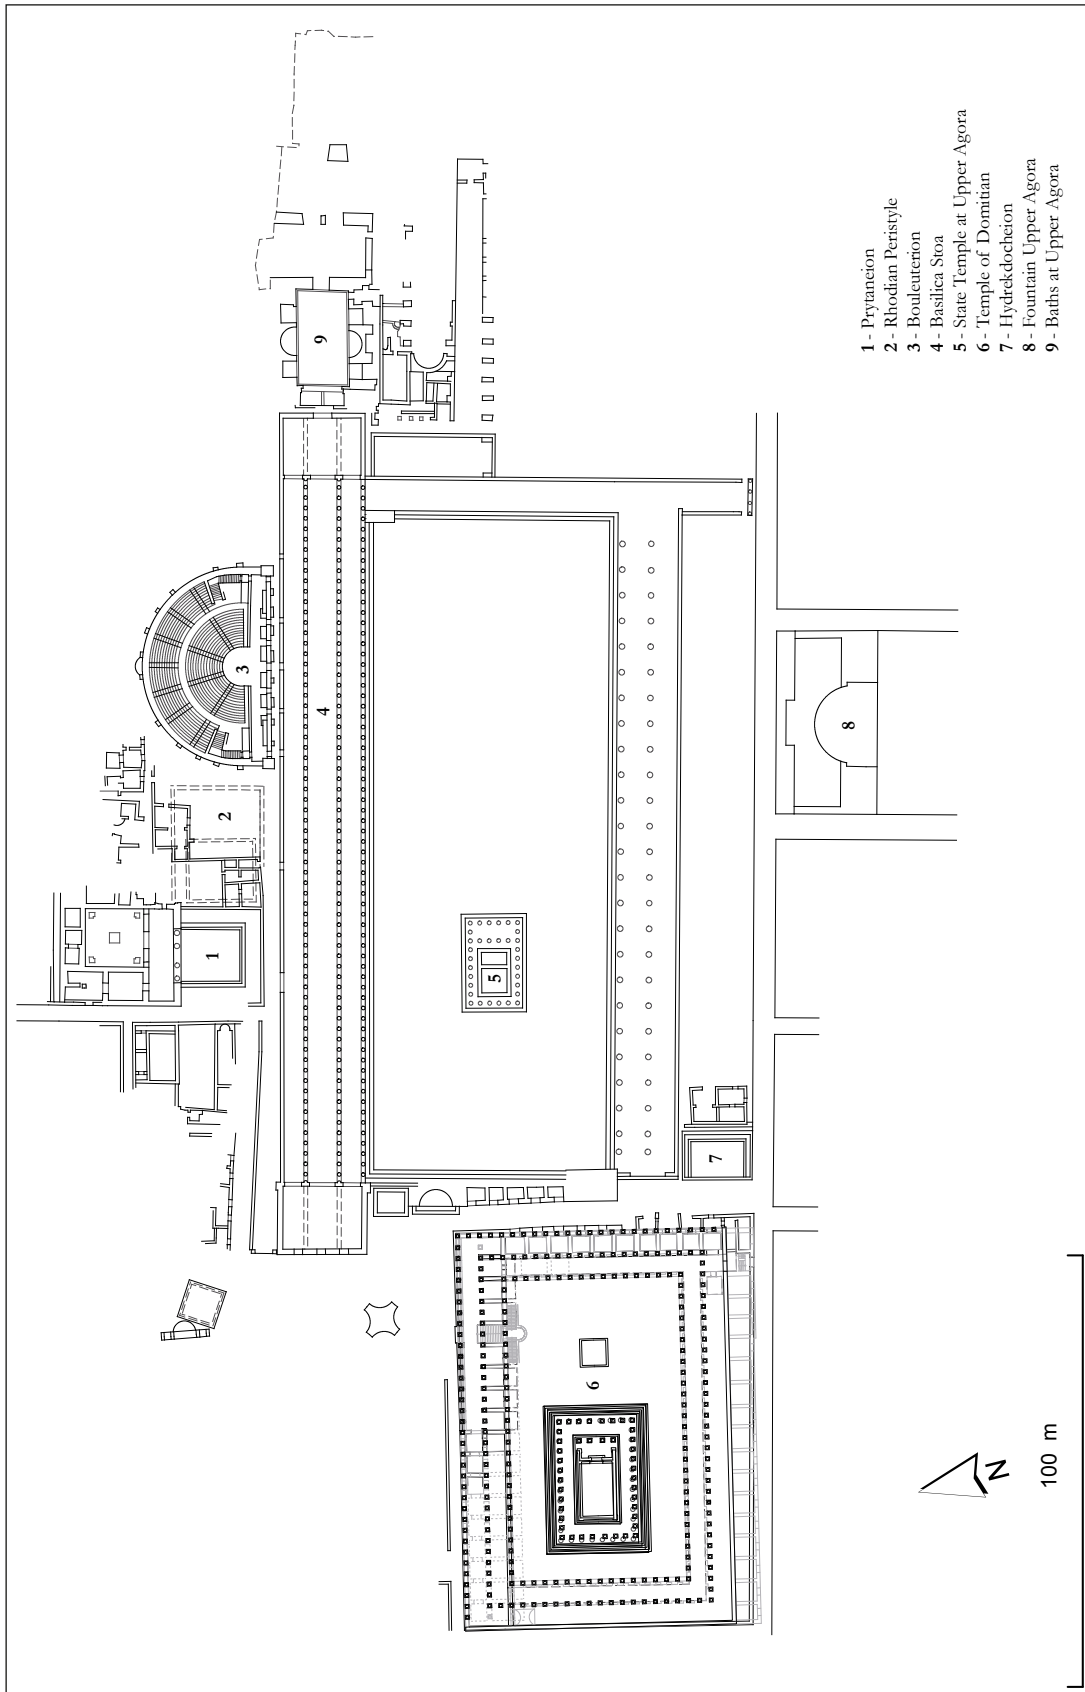 1 - Prytaneion
2 - Rhodian Peristyle
3 - Bouleuterion
4 - Basilica Stoa
5 - State Temple at Upper Agora
6 - Temple of Domitian
7 - Hydrekdocheion
8 - Fountain Upper Agora
9 - Baths at Upper Agora
9
3
4
2
1
5
8
7
6
N
100 m